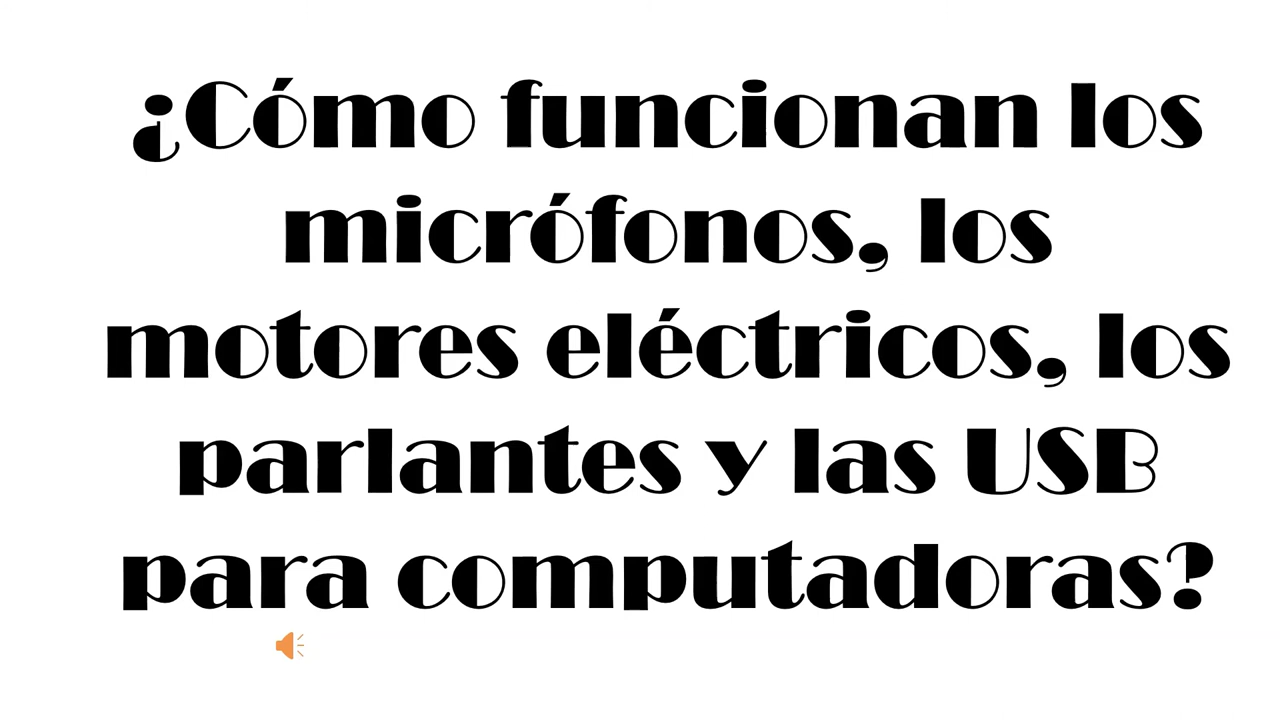 ¿Cómo funcionan los
micrófonos, los
motores eléctricos, los
parlantes y las USB
para computadoras?